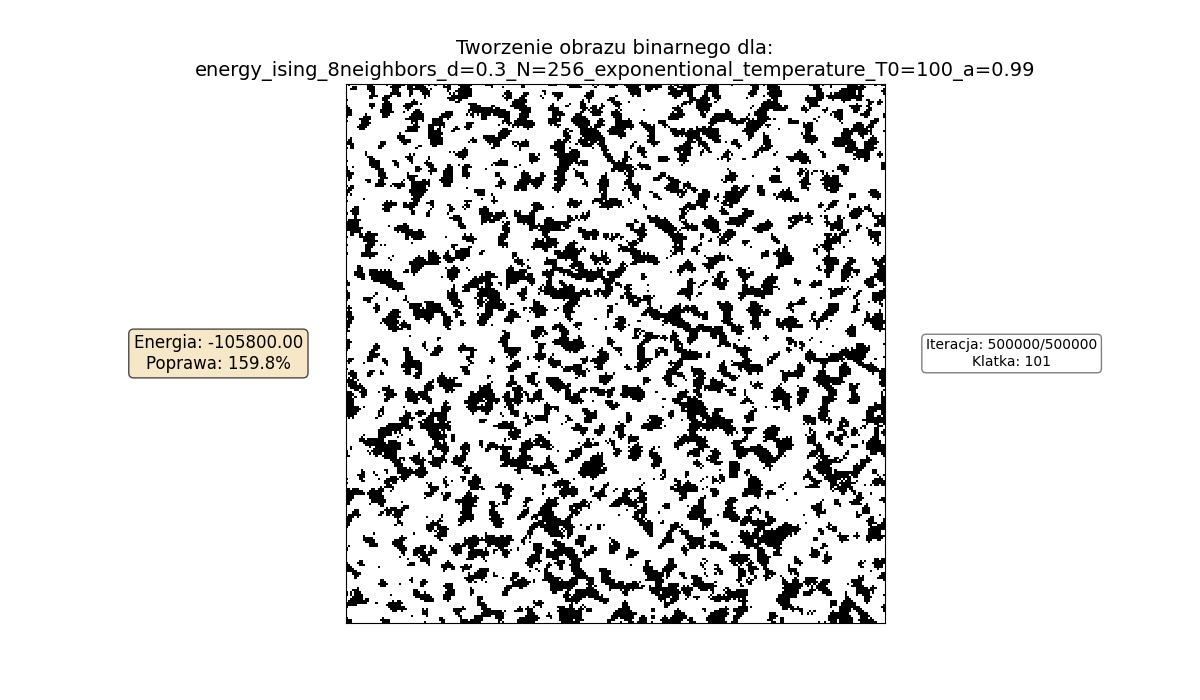 Tworzenie obrazu binarnego dla:
energy_ising_8neighbors_d=0.3_N=256_exponentional_temperature_T0=100_a=0.99
Energia: -105800.00
Poprawa: 159.8%
Iteracja: 500000/500000
Klatka: 101